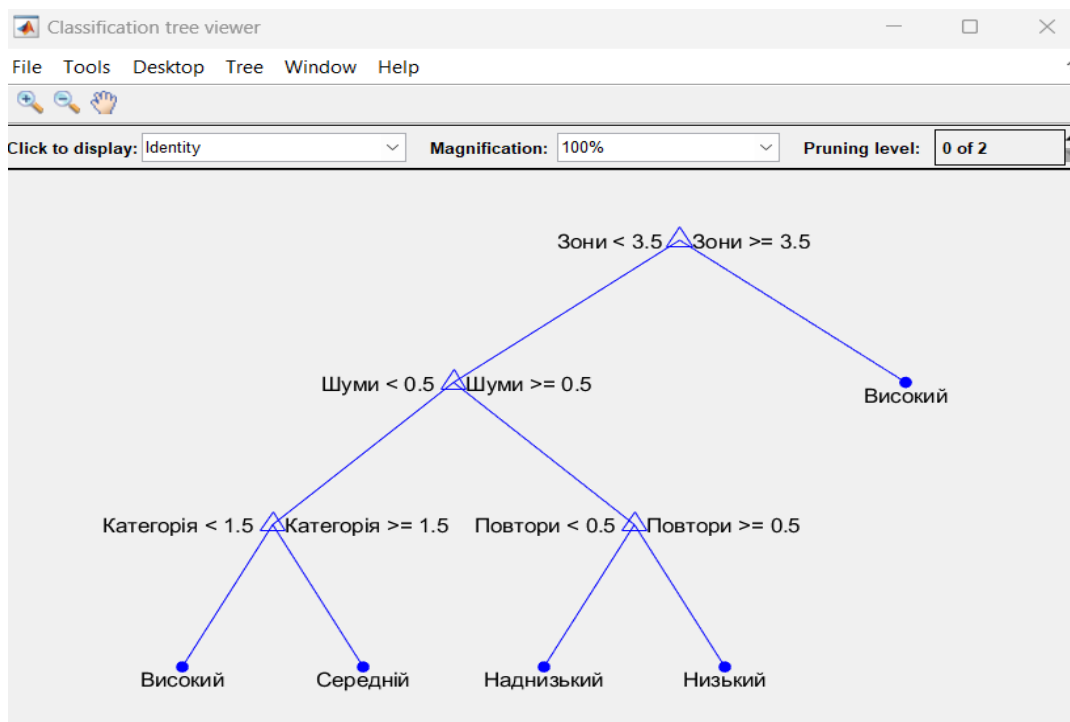 Classification tree viewer
File Tools Desktop Tree Window Help
Click to display: Identity Magnification: 100% Pruning level: 0 of 2
Зони < 3.5 Зони >= 3.5
Шуми < 0.5 Шуми >= 0.5
Високий
Категорія < 1.5 Категорія >= 1.5 Повтори < 0.5 Повтори >= 0.5
Високий Середній Наднизький Низький